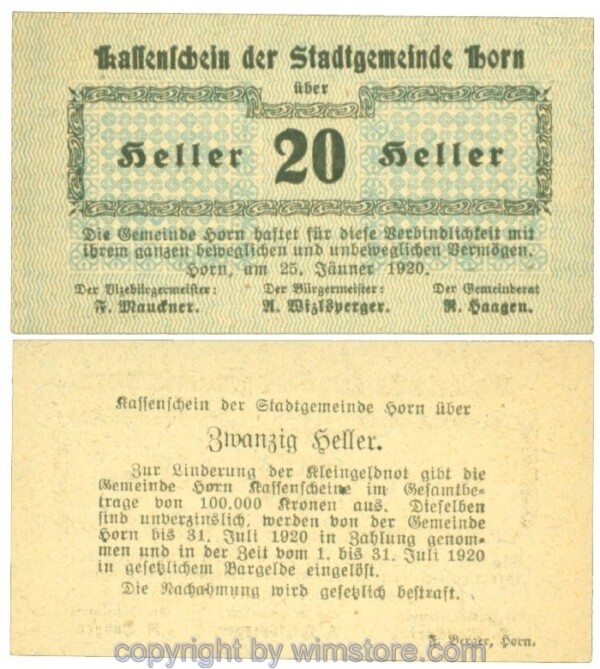 Kassenschein der Stadtgemeinde Horn
über
Heller 20 Heller
Die Gemeinde Horn haftet für diese Verbindlichkeit mit
ihrem ganzen beweglichen und unbeweglichen Vermögen.
Horn, am 25. Jänner 1920.
Der Vizebürgermeister: Der Bürgermeister: Der Gemeinderat
F. Mauckner. A. Wizlsperger. R. Haagen.
Kassenschein der Stadtgemeinde Horn über
Zwanzig Heller.
Zur Linderung der Kleingeldnot gibt die
Gemeinde Horn Kassenscheine im Gesamtbe-
trage von 100.000 Kronen aus. Dieselben
sind unverzinslich, werden von der Gemeinde
Horn bis 31. Juli 1920 in Zahlung genom-
men und in der Zeit vom 1. bis 31. Juli 1920
in gesetzlichem Bargelde eingelöst.
Die Nachahmung wird gesetzlich bestraft.
F. Berger, Horn.
copyright by wimstore.com